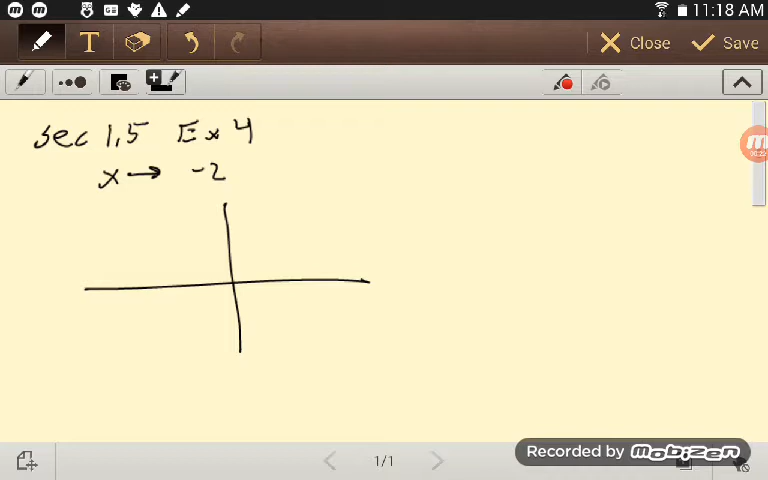 11:18 AM
T
Close
Save
sec 1.5 Ex 4
x → -2
1/1
Recorded by mobizen